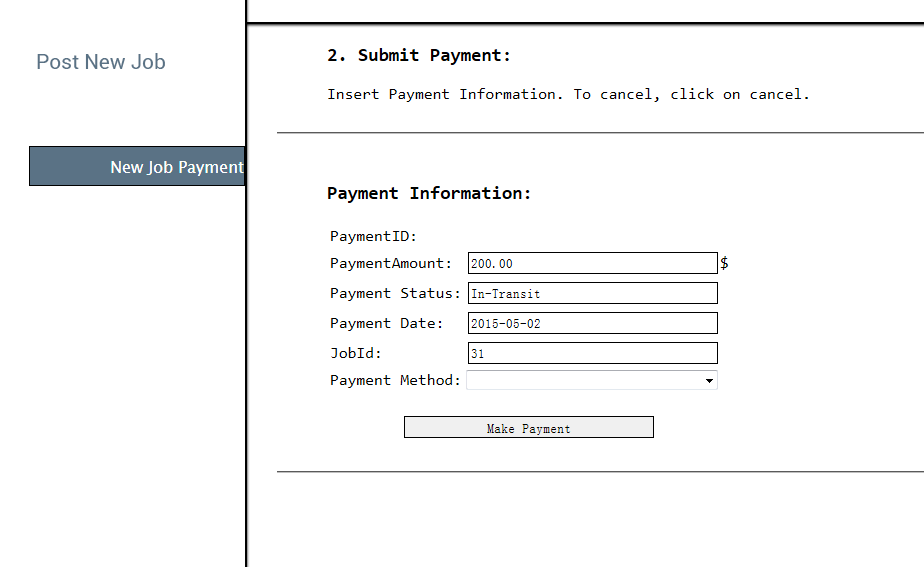 Post New Job
New Job Payment
2. Submit Payment:
Insert Payment Information. To cancel, click on cancel.
Payment Information:
PaymentID:
PaymentAmount: 200.00 $
Payment Status: In-Transit
Payment Date: 2015-05-02
JobId: 31
Payment Method:
Make Payment